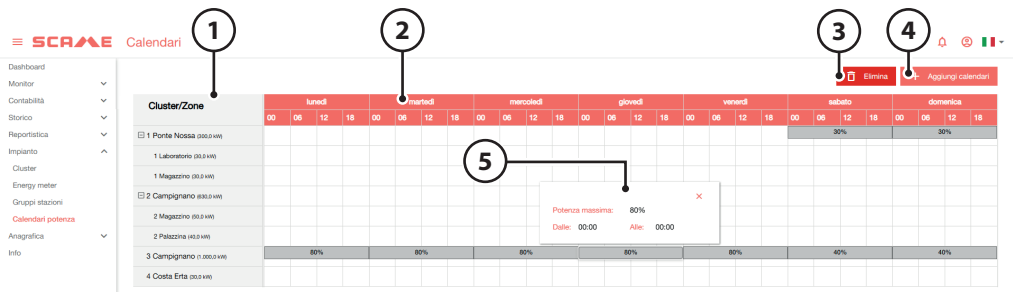 1
2
3
4
SCAME Calendari
Dashboard
Monitor
Contabilità
Storico
Reportistica
Impianto
Cluster
Energy meter
Gruppi stazioni
Calendari potenza
Anagrafica
Info
Elimina
+ Aggiungi calendari
Cluster/Zone
lunedì martedì mercoledì giovedì venerdì sabato domenica
00 06 12 18 00 06 12 18 00 06 12 18 00 06 12 18 00 06 12 18 00 06 12 18 00 06 12 18
1 Ponte Nossa (300,0 kW) 30% 30%
1 Laboratorio (30,0 kW)
1 Magazzino (30,0 kW)
2 Campignano (630,0 kW)
2 Magazzino (50,0 kW)
2 Palazzina (40,0 kW)
3 Campignano (1.000,0 kW) 80% 80% 80% 80% 80% 40% 40%
4 Costa Erta (30,0 kW)
5
Potenza massima: 80%
Dalle: 00:00 Alle: 00:00